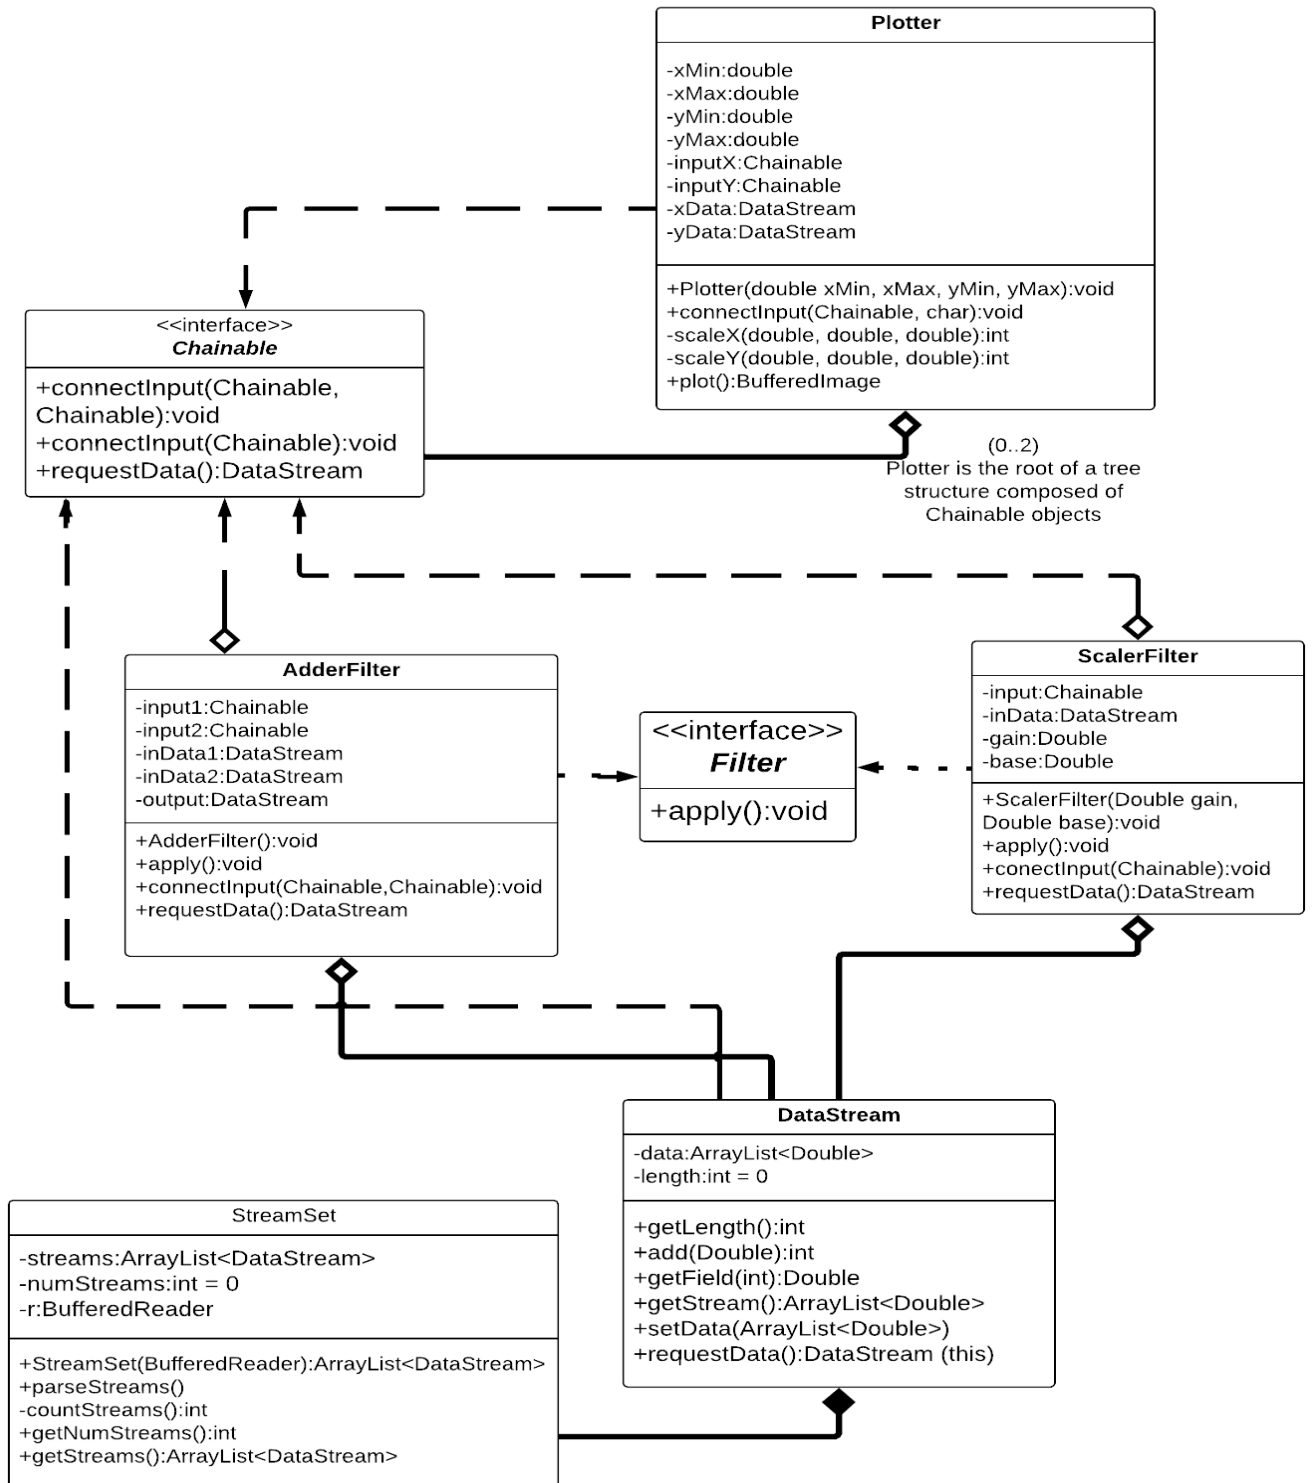 Plotter
-xMin:double
-xMax:double
-yMin:double
-yMax:double
-inputX:Chainable
-inputY:Chainable
-xData:DataStream
-yData:DataStream
+Plotter(double xMin, xMax, yMin, yMax):void
+connectInput(Chainable, char):void
-scaleX(double, double, double):int
-scaleY(double, double, double):int
+plot():BufferedImage
<<interface>>
Chainable
+connectInput(Chainable,
Chainable):void
+connectInput(Chainable):void
+requestData():DataStream
(0..2)
Plotter is the root of a tree
structure composed of
Chainable objects
AdderFilter
-input1:Chainable
-input2:Chainable
-inData1:DataStream
-inData2:DataStream
-output:DataStream
+AdderFilter():void
+apply():void
+connectInput(Chainable,Chainable):void
+requestData():DataStream
<<interface>>
Filter
+apply():void
ScalerFilter
-input:Chainable
-inData:DataStream
-gain:Double
-base:Double
+ScalerFilter(Double gain,
Double base):void
+apply():void
+conectInput(Chainable):void
+requestData():DataStream
DataStream
-data:ArrayList<Double>
-length:int = 0
+getLength():int
+add(Double):int
+getField(int):Double
+getStream():ArrayList<Double>
+setData(ArrayList<Double>)
+requestData():DataStream (this)
StreamSet
-streams:ArrayList<DataStream>
-numStreams:int = 0
-r:BufferedReader
+StreamSet(BufferedReader):ArrayList<DataStream>
+parseStreams()
-countStreams():int
+getNumStreams():int
+getStreams():ArrayList<DataStream>